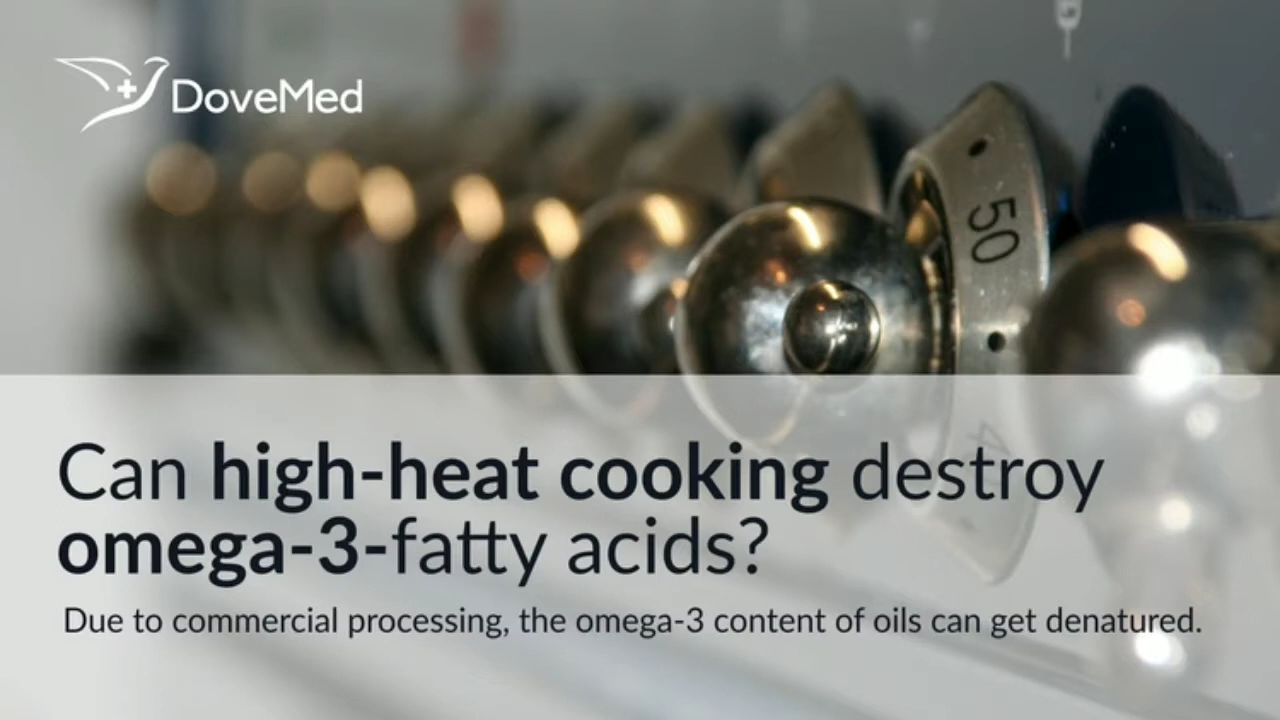 DoveMed
50
Can high-heat cooking destroy
omega-3-fatty acids?
Due to commercial processing, the omega-3 content of oils can get denatured.